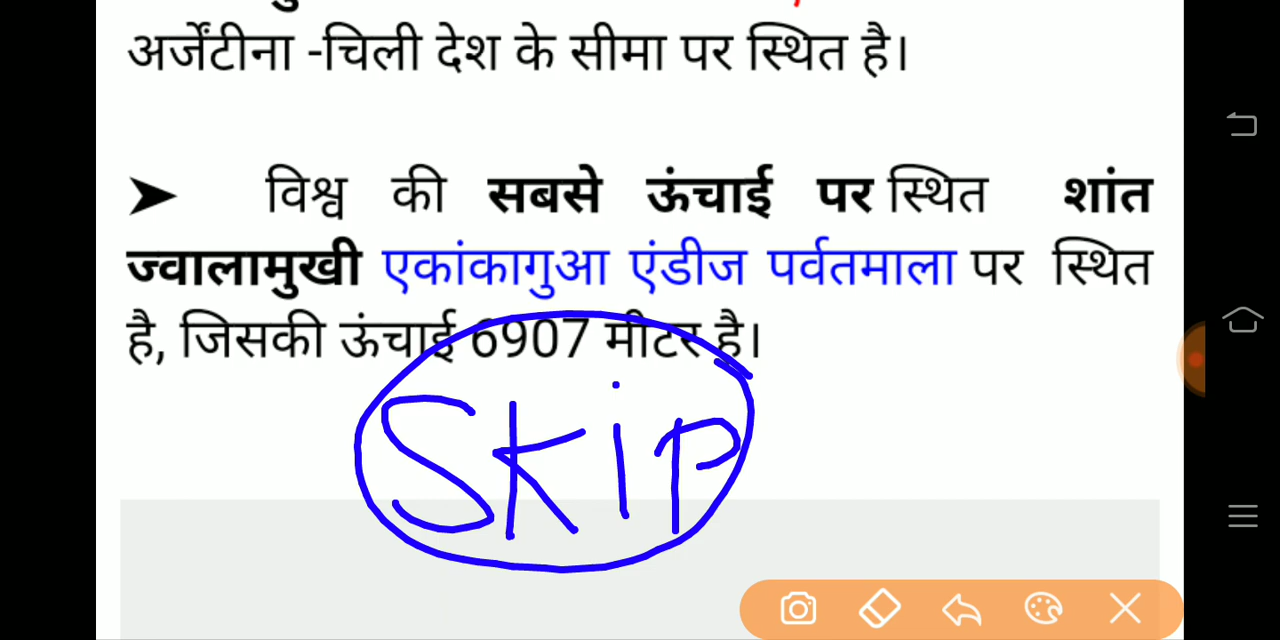 अर्जेंटीना -चिली देश के सीमा पर स्थित है।
➤ विश्व की सबसे ऊंचाई पर स्थित शांत
ज्वालामुखी एकांकागुआ एंडीज पर्वतमाला पर स्थित
है, जिसकी ऊंचाई 6907 मीटर है।
SKiP